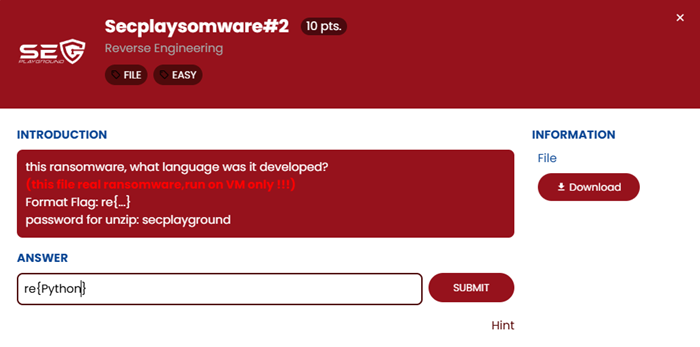 Secplaysomware#2 10 pts.
Reverse Engineering
SE
PLAYGROUND
FILE EASY
×
INTRODUCTION
this ransomware, what language was it developed?
(this file real ransomware,run on VM only !!!)
Format Flag: re{...}
password for unzip: secplayground
ANSWER
re{Python}
SUBMIT
Hint
INFORMATION
File
Download